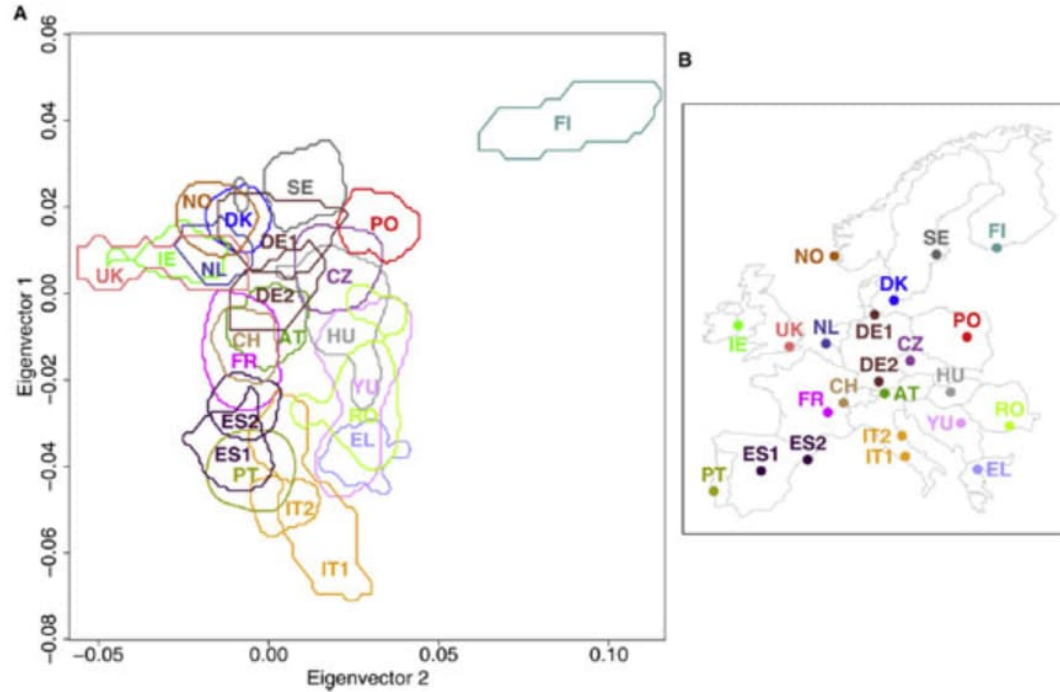 A
0.06
0.04
0.02
0.00
−0.02
−0.04
−0.06
−0.08
Eigenvector 1
FI
SE
NO
DK
PO
DE1
IE
NL
UK
CZ
DE2
CH
AT
HU
FR
YU
ES2
RO
EL
ES1
PT
IT2
IT1
−0.05
0.00
0.05
0.10
Eigenvector 2
B
FI
SE
NO
DK
PO
UK
NL
DE1
IE
CZ
DE2
HU
CH
AT
FR
RO
YU
IT2
ES2
ES1
IT1
EL
PT